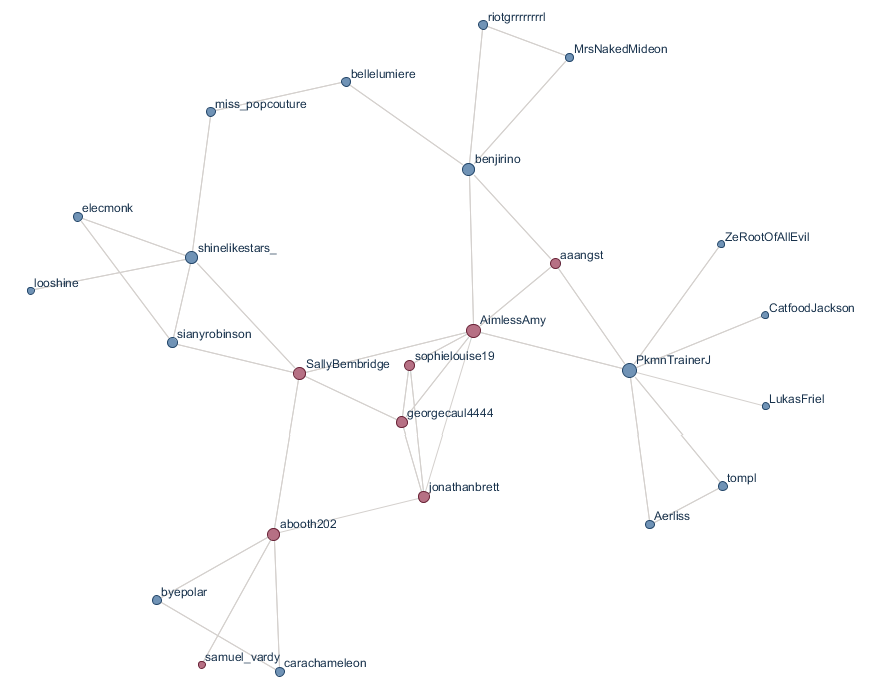 riotgrrrrrrrrl
MrsNakedMideon
bellelumiere
miss_popcouture
benjirino
elecmonk
ZeRootOfAllEvil
shinelikestars_
aaangst
looshine
CatfoodJackson
AimlessAmy
sianyrobinson
sophielouise19
PkmnTrainerJ
SallyBembridge
LukasFriel
georgecaul4444
tompl
jonathanbrett
Aerliss
abooth202
byepolar
samuel_vardy
carachameleon